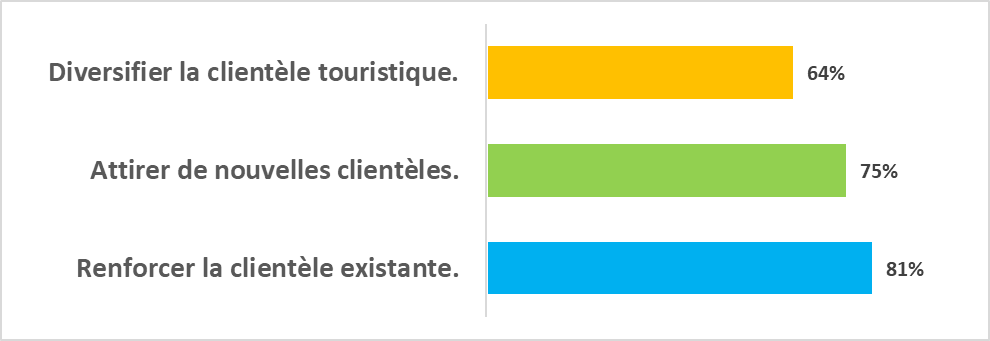 Diversifier la clientèle touristique.
64%
Attirer de nouvelles clientèles.
75%
Renforcer la clientèle existante.
81%